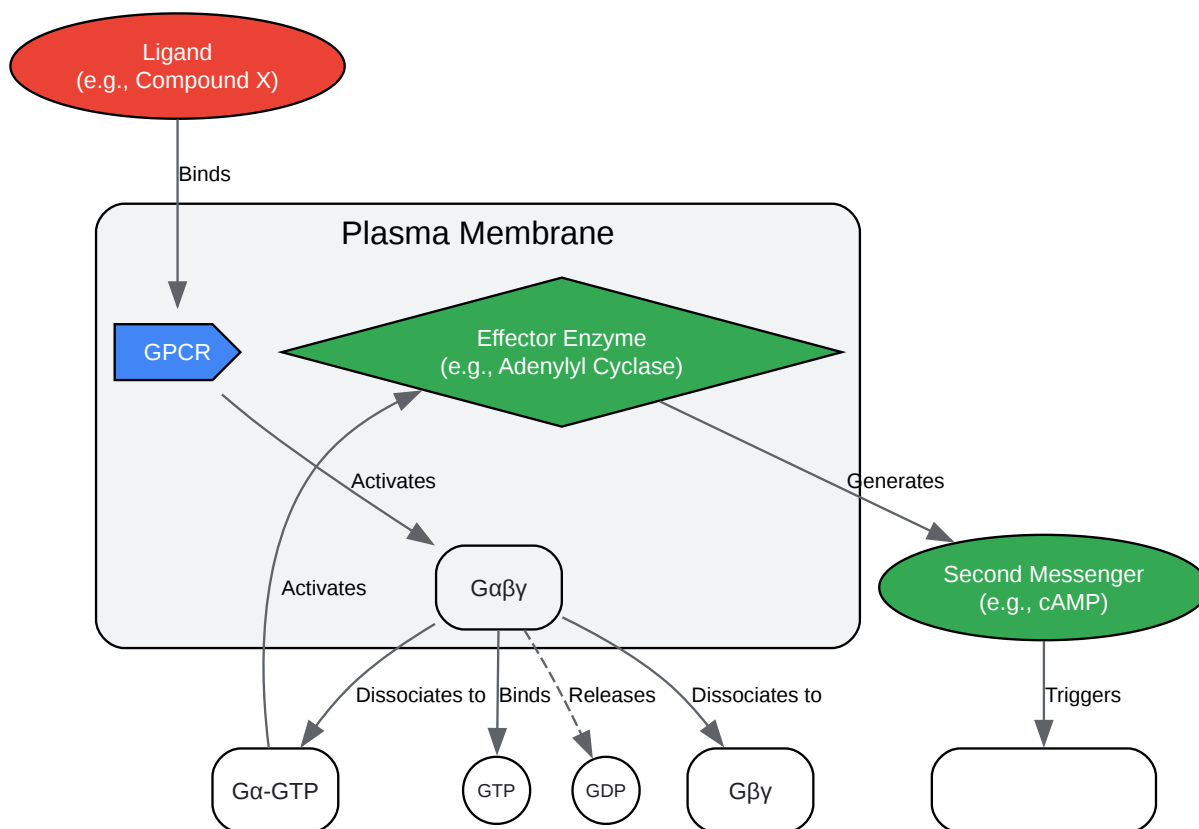 Ligand
(e.g., Compound X)
Binds
Plasma Membrane
GPCR
Effector Enzyme
(e.g., Adenylyl Cyclase)
Activates
Generates
Activates
Gαβγ
Second Messenger
(e.g., cAMP)
Dissociates to
Binds
Releases
Dissociates to
Triggers
Gα-GTP
GTP
GDP
Gβγ